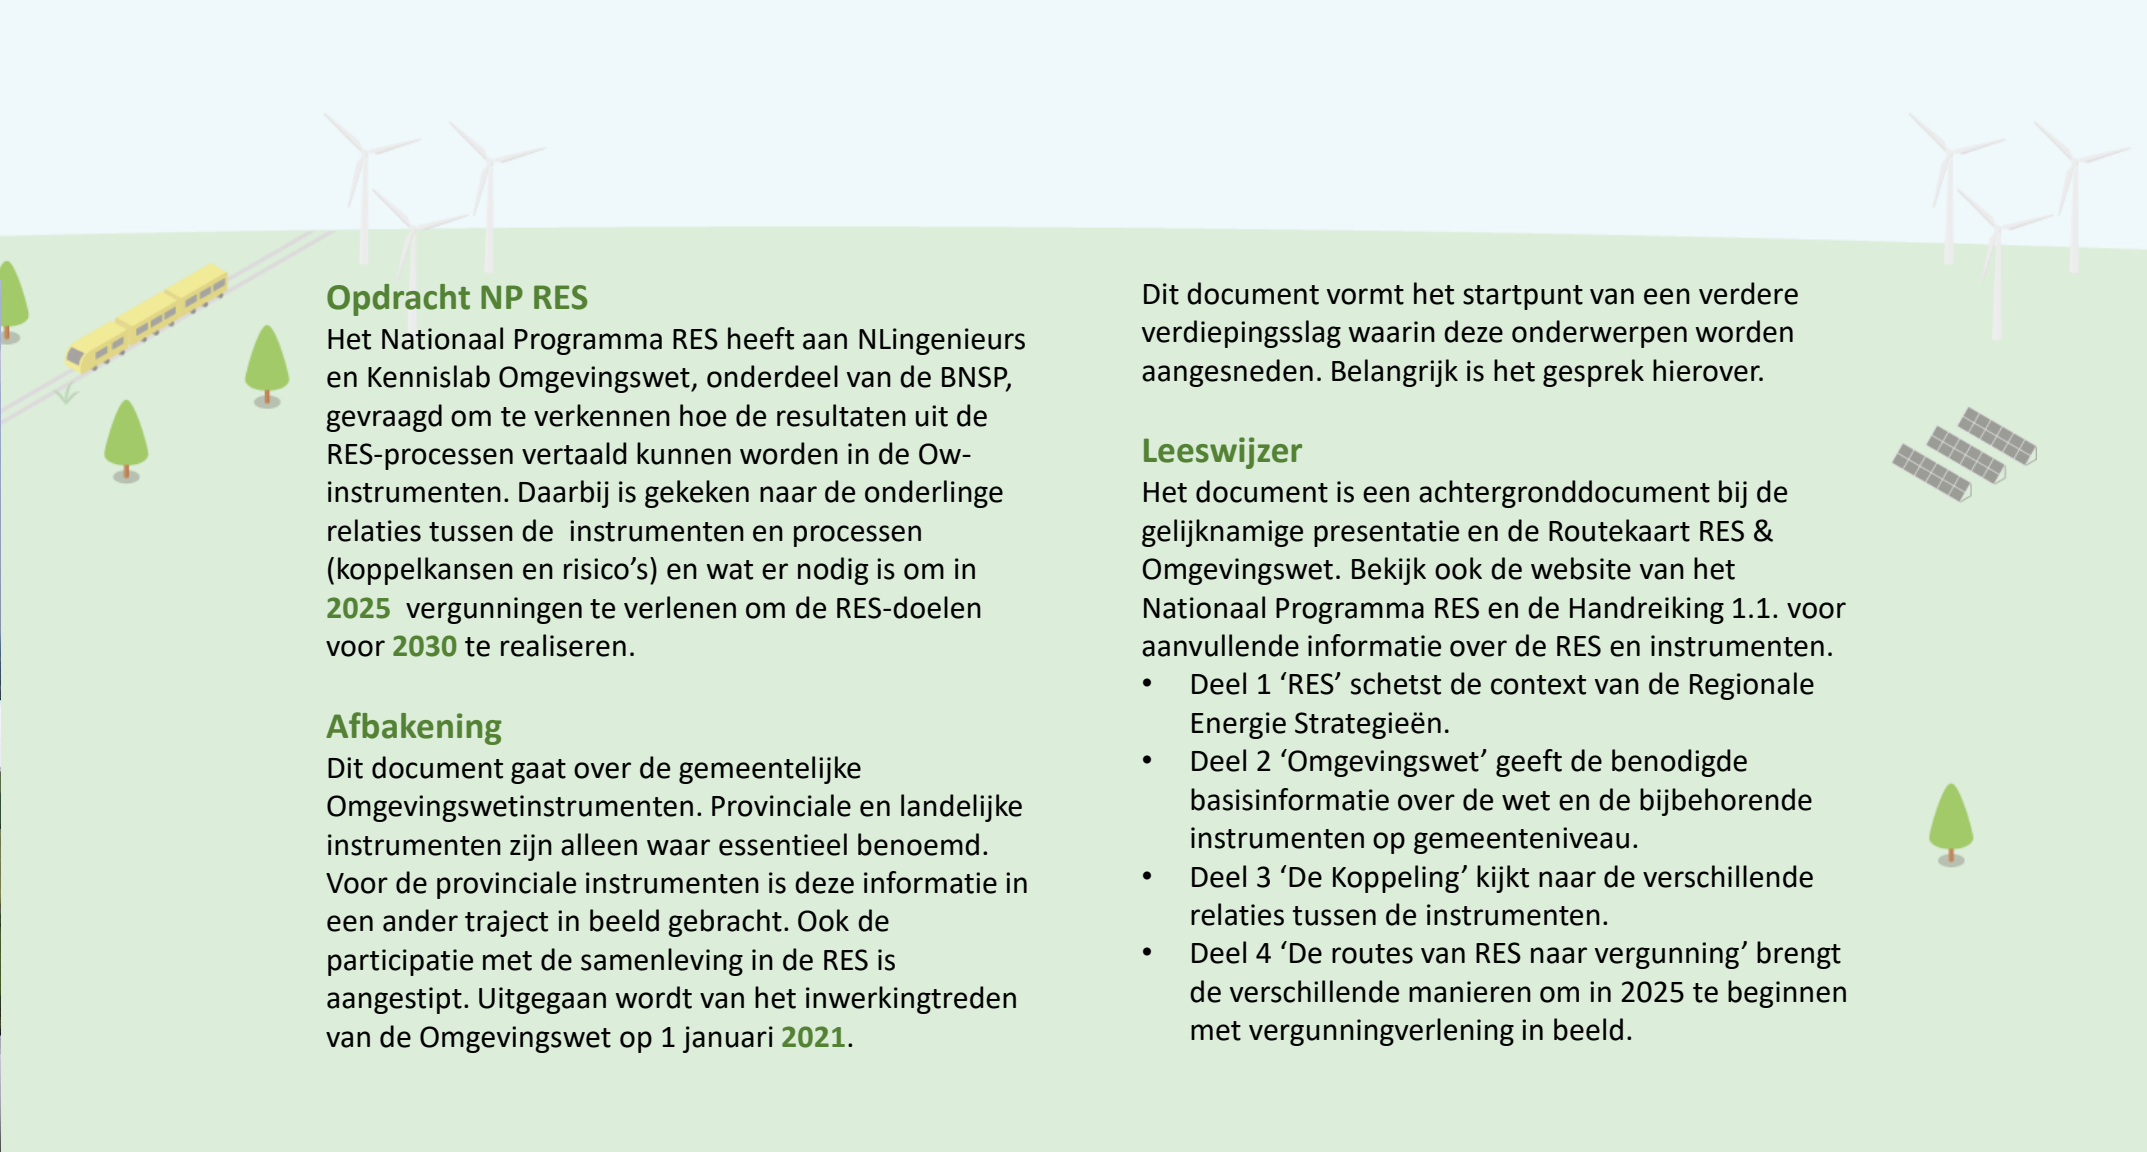 Opdracht NP RES
Het Nationaal Programma RES heeft aan NLingenieurs
en Kennislab Omgevingswet, onderdeel van de BNSP,
gevraagd om te verkennen hoe de resultaten uit de
RES-processen vertaald kunnen worden in de Ow-
instrumenten. Daarbij is gekeken naar de onderlinge
relaties tussen de  instrumenten en processen
(koppelkansen en risico’s) en wat er nodig is om in
2025  vergunningen te verlenen om de RES-doelen
voor 2030 te realiseren.
Afbakening
Dit document gaat over de gemeentelijke
Omgevingswetinstrumenten. Provinciale en landelijke
instrumenten zijn alleen waar essentieel benoemd.
Voor de provinciale instrumenten is deze informatie in
een ander traject in beeld gebracht. Ook de
participatie met de samenleving in de RES is
aangestipt. Uitgegaan wordt van het inwerkingtreden
van de Omgevingswet op 1 januari 2021.
Dit document vormt het startpunt van een verdere
verdiepingsslag waarin deze onderwerpen worden
aangesneden. Belangrijk is het gesprek hierover.
Leeswijzer
Het document is een achtergronddocument bij de
gelijknamige presentatie en de Routekaart RES &
Omgevingswet. Bekijk ook de website van het
Nationaal Programma RES en de Handreiking 1.1. voor
aanvullende informatie over de RES en instrumenten.
• Deel 1 ‘RES’ schetst de context van de Regionale
Energie Strategieën.
• Deel 2 ‘Omgevingswet’ geeft de benodigde
basisinformatie over de wet en de bijbehorende
instrumenten op gemeenteniveau.
• Deel 3 ‘De Koppeling’ kijkt naar de verschillende
relaties tussen de instrumenten.
• Deel 4 ‘De routes van RES naar vergunning’ brengt
de verschillende manieren om in 2025 te beginnen
met vergunningverlening in beeld.